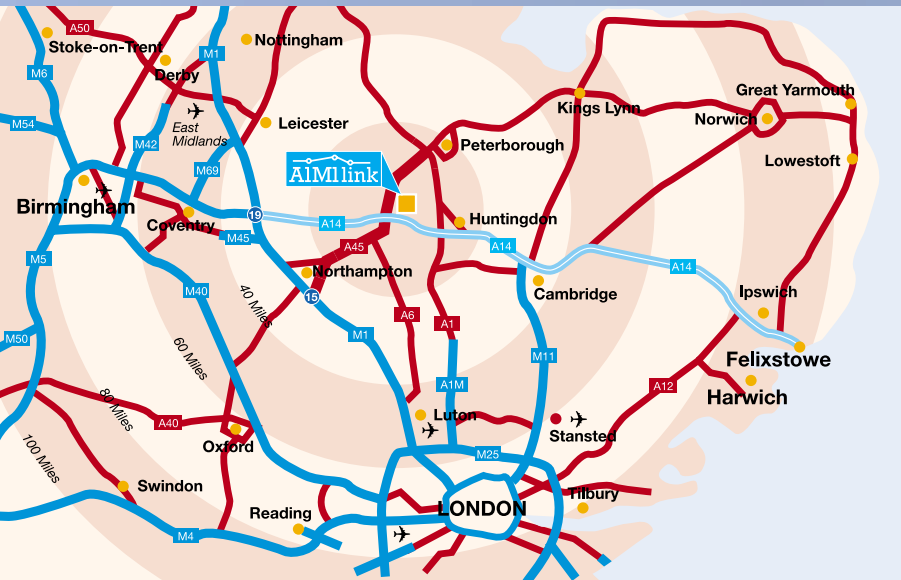 A50
Stoke-on-Trent
M1
Nottingham
Derby
M6
Great Yarmouth
Kings Lynn
M54
East
Midlands
Leicester
Norwich
M42
Peterborough
Lowestoft
M69
A1M1link
Birmingham
19
Coventry
A14
Huntingdon
M45
A45
A14
M5
Northampton
A14
M40
15
Cambridge
Ipswich
40 Miles
A6
A1
M50
M1
60 Miles
M11
Felixstowe
A1M
A12
Harwich
80 Miles
Luton
A40
Stansted
Oxford
100 Miles
M25
Swindon
Tilbury
LONDON
Reading
M4